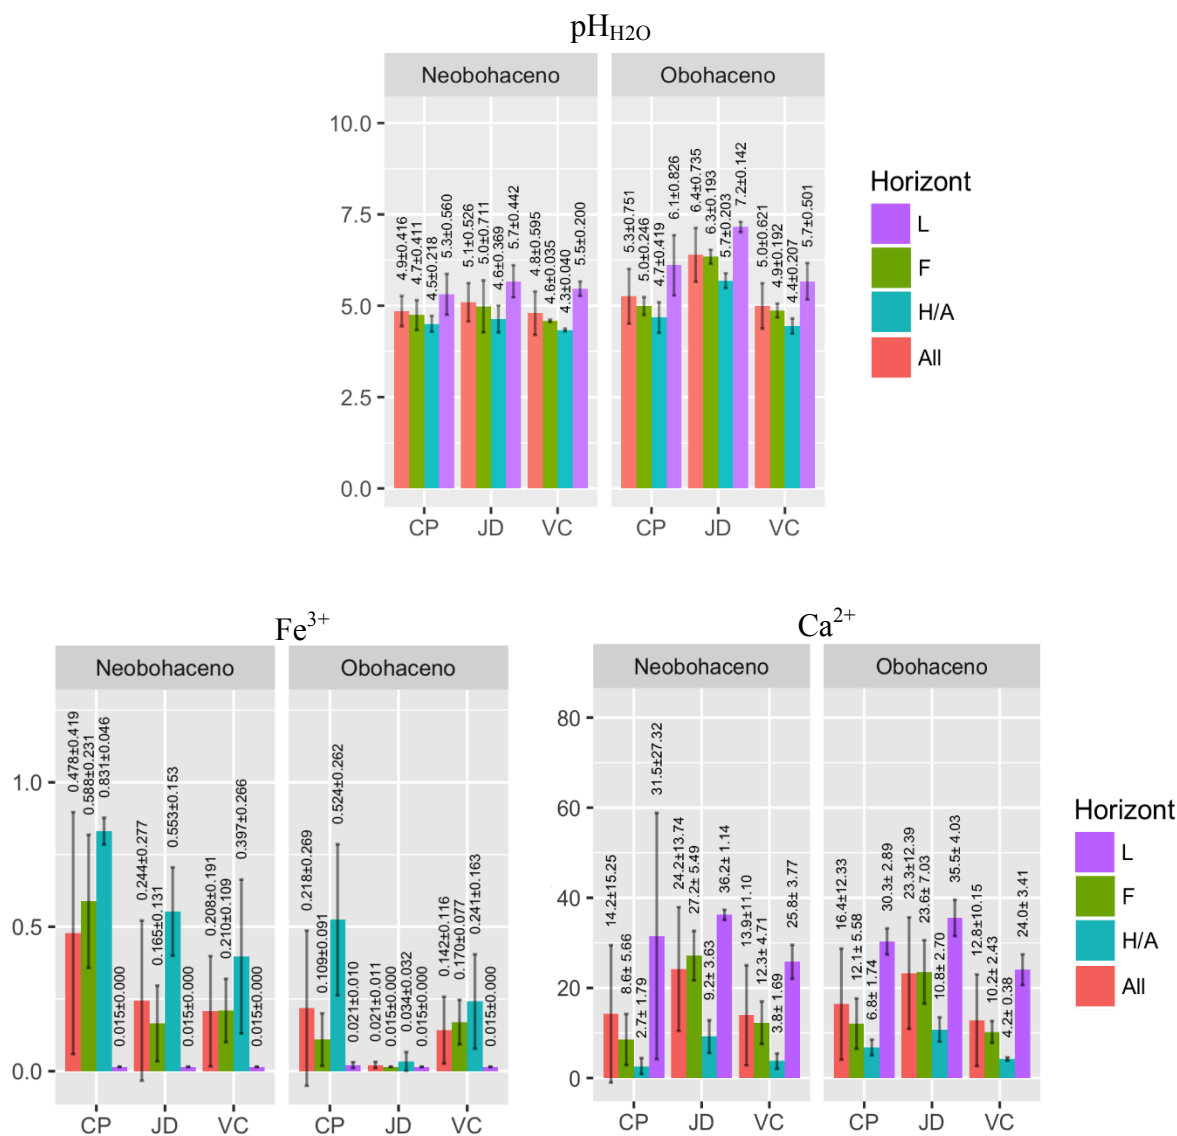 pHH2O
Neobohaceno
Obohaceno
10.0
7.5
5.0
2.5
0.0
4.9±0.416
4.7±0.411
4.5±0.218
5.3±0.560
5.1±0.526
5.0±0.711
4.6±0.369
5.7±0.442
4.8±0.595
4.6±0.035
4.3±0.040
5.5±0.200
5.3±0.751
5.0±0.246
4.7±0.419
6.1±0.826
6.4±0.735
6.3±0.193
5.7±0.203
7.2±0.142
5.0±0.621
4.9±0.192
4.4±0.207
5.7±0.501
CP
JD
VC
CP
JD
VC
Horizont
L
F
H/A
All
Fe3+
Neobohaceno
Obohaceno
1.0
0.5
0.0
0.478±0.419
0.588±0.231
0.831±0.046
0.015±0.000
0.244±0.277
0.165±0.131
0.553±0.153
0.015±0.000
0.208±0.191
0.210±0.109
0.397±0.266
0.015±0.000
0.218±0.269
0.109±0.091
0.524±0.262
0.021±0.010
0.021±0.011
0.015±0.000
0.034±0.032
0.015±0.000
0.142±0.116
0.170±0.077
0.241±0.163
0.015±0.000
CP
JD
VC
CP
JD
VC
Ca2+
Neobohaceno
Obohaceno
80
60
40
20
0
14.2±15.25
8.6± 5.66
2.7± 1.79
31.5±27.32
24.2±13.74
27.2± 5.49
9.2± 3.63
36.2± 1.14
13.9±11.10
12.3± 4.71
3.8± 1.69
25.8± 3.77
16.4±12.33
12.1± 5.58
6.8± 1.74
30.3± 2.89
23.3±12.39
23.6± 7.03
10.8± 2.70
35.5± 4.03
12.8±10.15
10.2± 2.43
4.2± 0.38
24.0± 3.41
CP
JD
VC
CP
JD
VC
Horizont
L
F
H/A
All